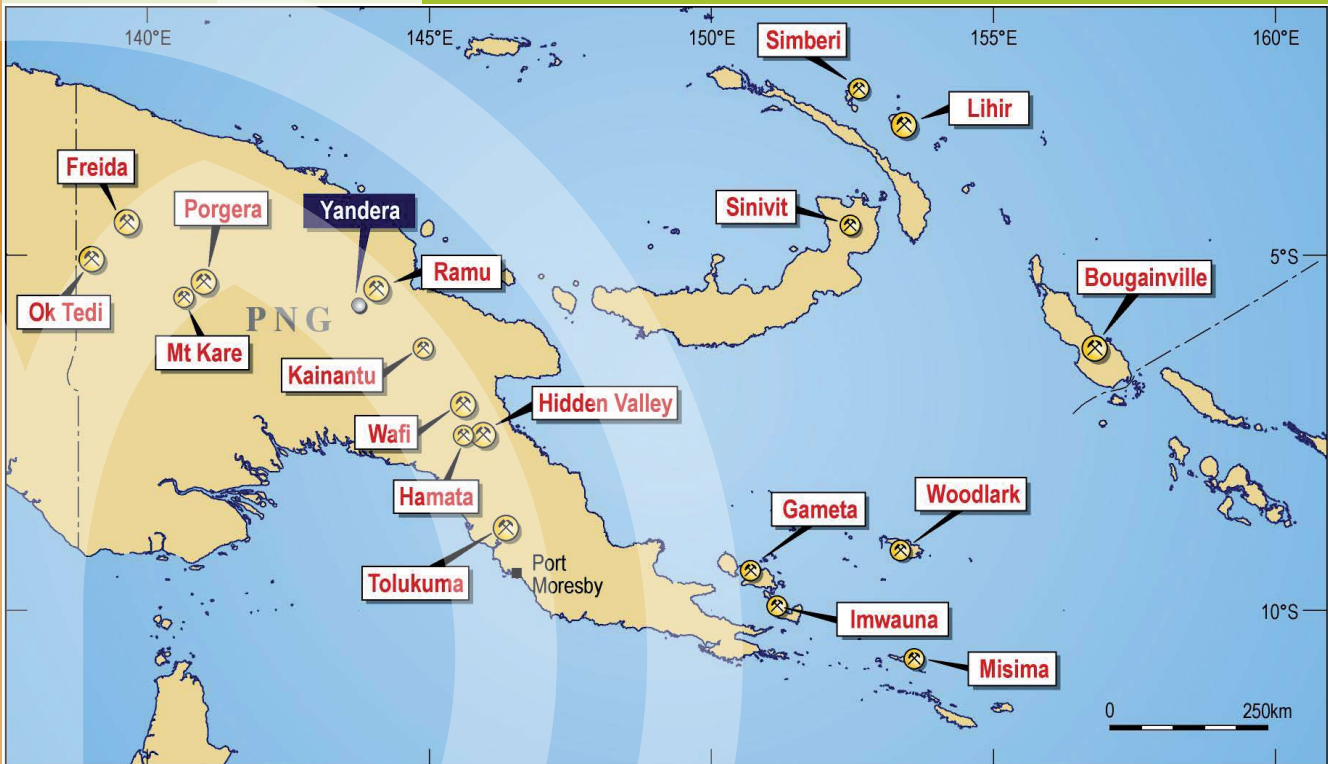 140°E
145°E
150°E
155°E
160°E
Simberi
Lihir
Freida
Porgera
Yandera
Sinivit
Ramu
5°S
Bougainville
Ok Tedi
PNG
Mt Kare
Kainantu
Hidden Valley
Wafi
Hamata
Woodlark
Gameta
Tolukuma
Port
Moresby
10°S
Imwauna
Misima
0
250km